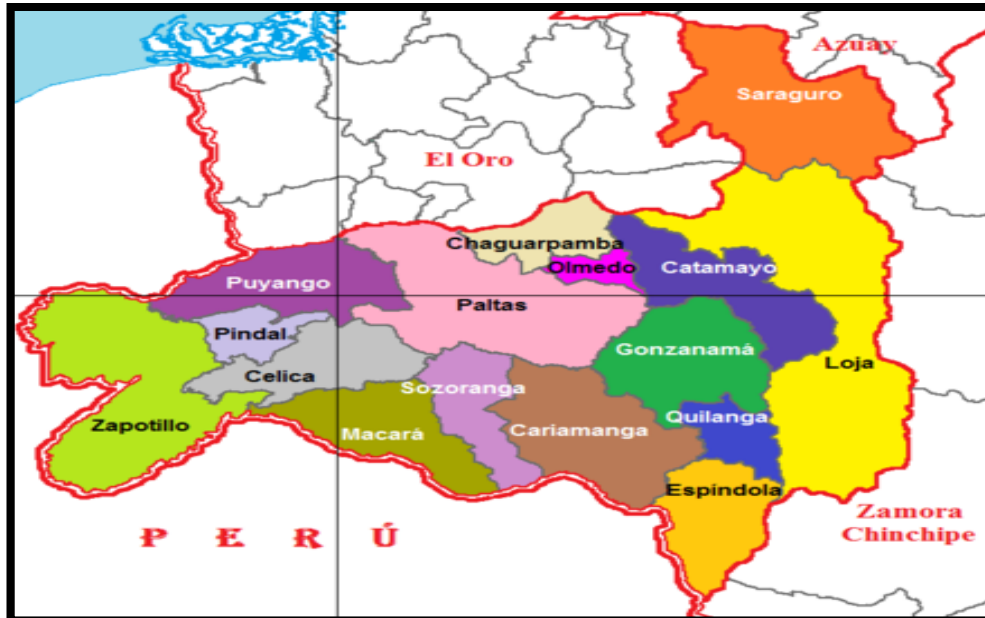 Azuay
Saraguro
El Oro
Chaguarpamba
Olmedo
Catamayo
Puyango
Paltas
Pindal
Gonzanamá
Loja
Celica
Sozoranga
Quilanga
Zapotillo
Macará
Cariamanga
Espíndola
Zamora
Chinchipe
P E R Ú